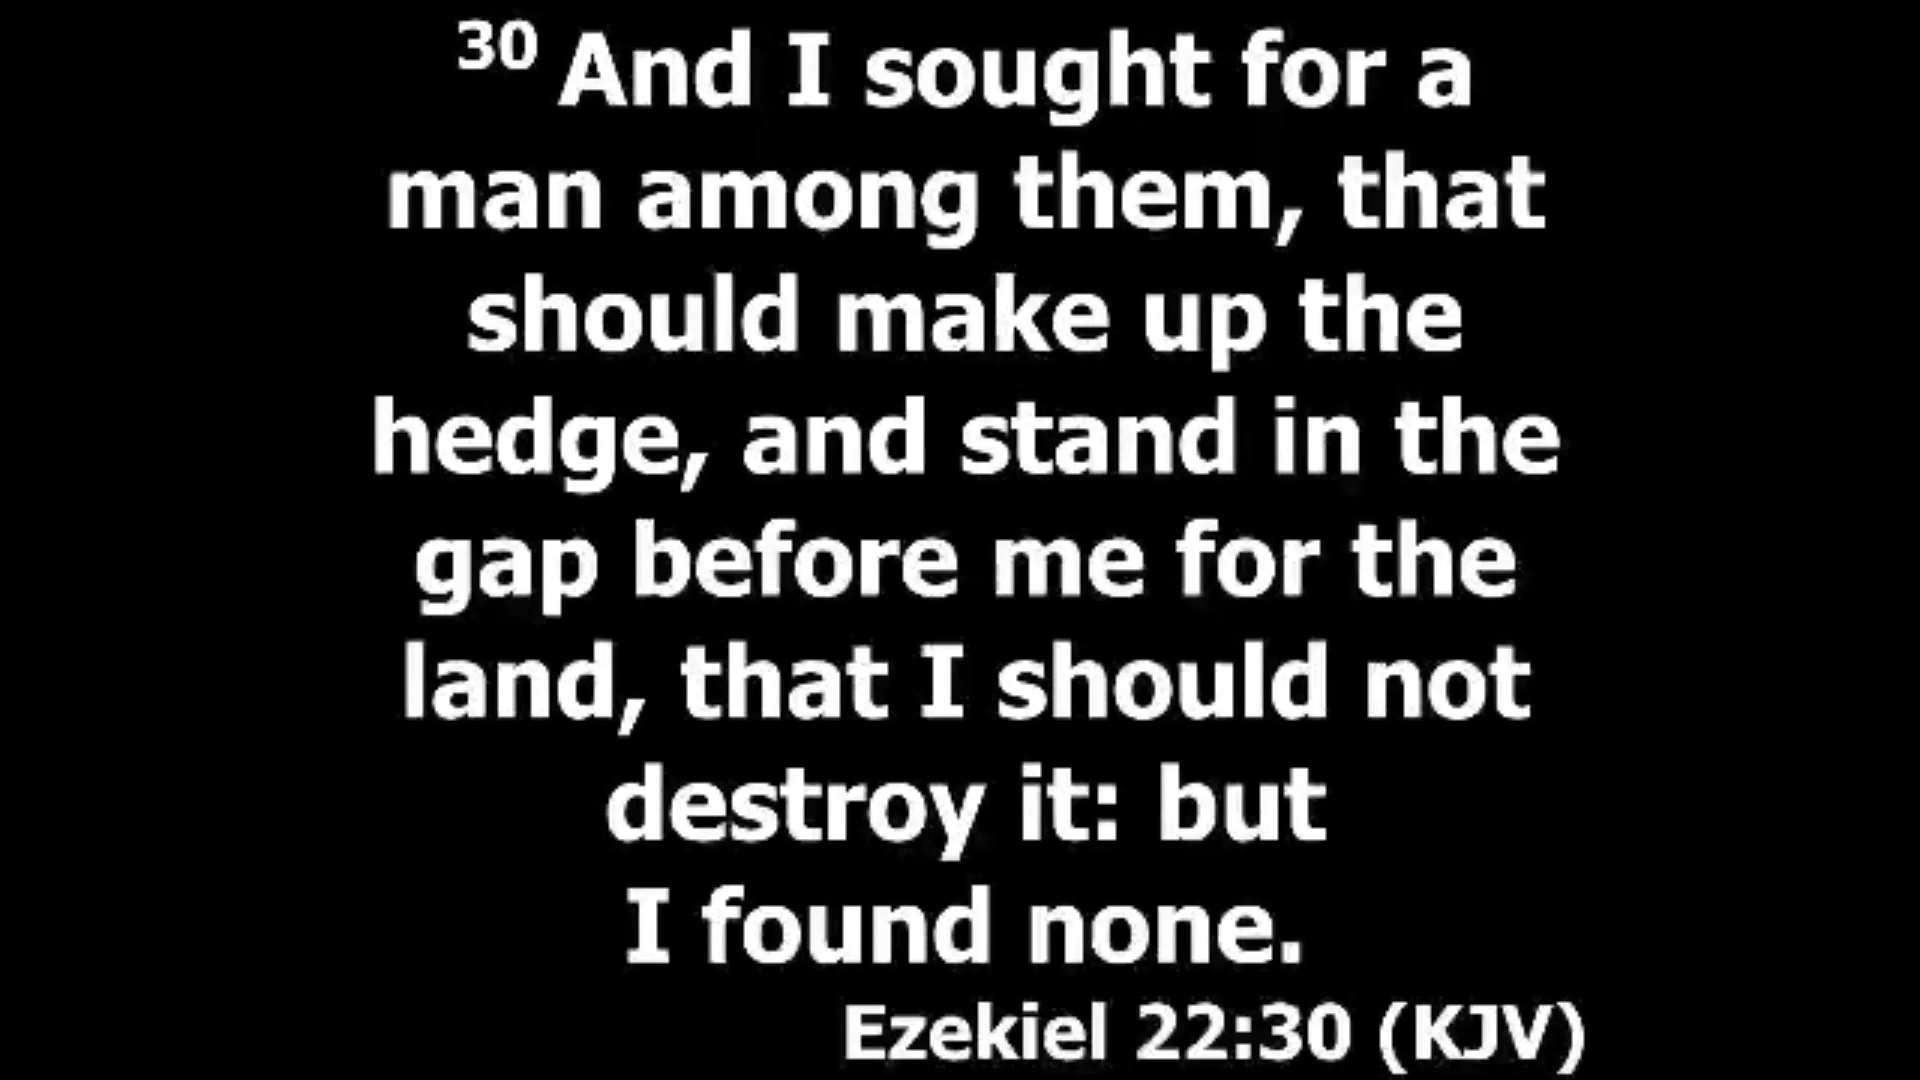 30 And I sought for a
man among them, that
should make up the
hedge, and stand in the
gap before me for the
land, that I should not
destroy it: but
I found none.
Ezekiel 22:30 (KJV)